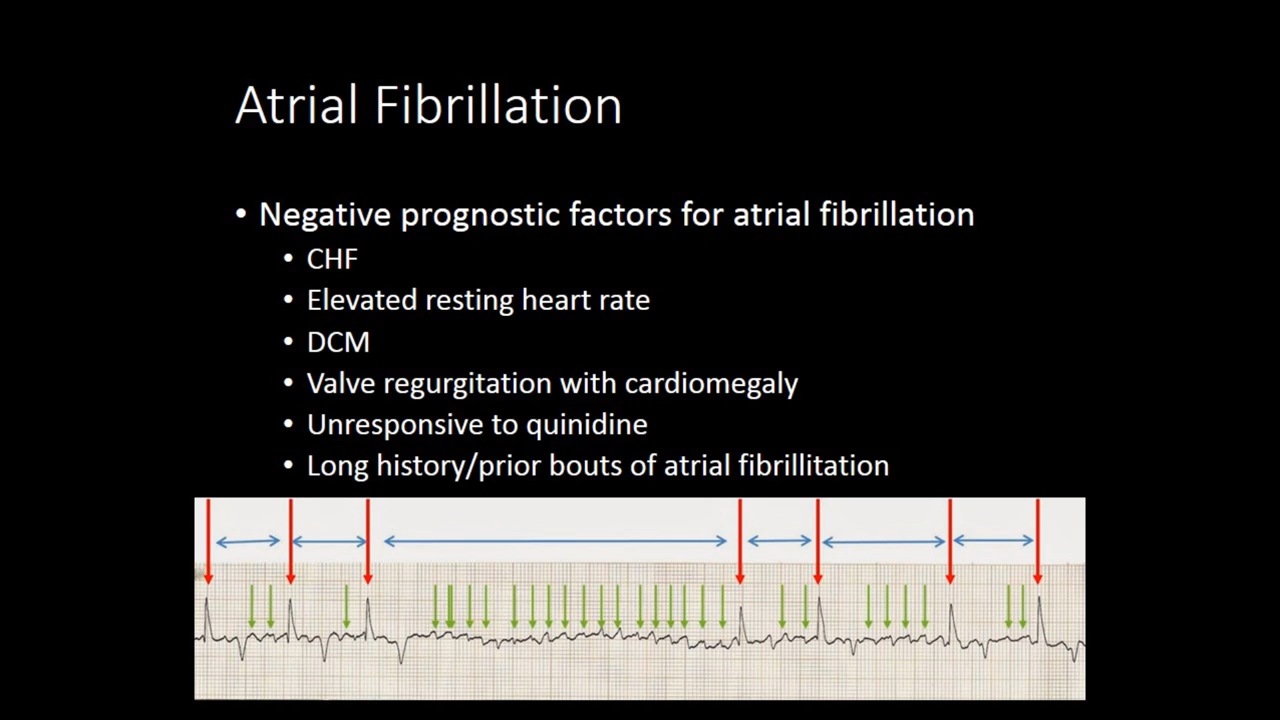 Atrial Fibrillation
• Negative prognostic factors for atrial fibrillation
• CHF
• Elevated resting heart rate
• DCM
• Valve regurgitation with cardiomegaly
• Unresponsive to quinidine
• Long history/prior bouts of atrial fibrillitation